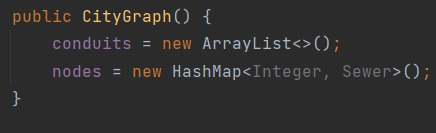 public CityGraph() {
conduits = new ArrayList<>();
nodes = new HashMap<Integer, Sewer>();
}